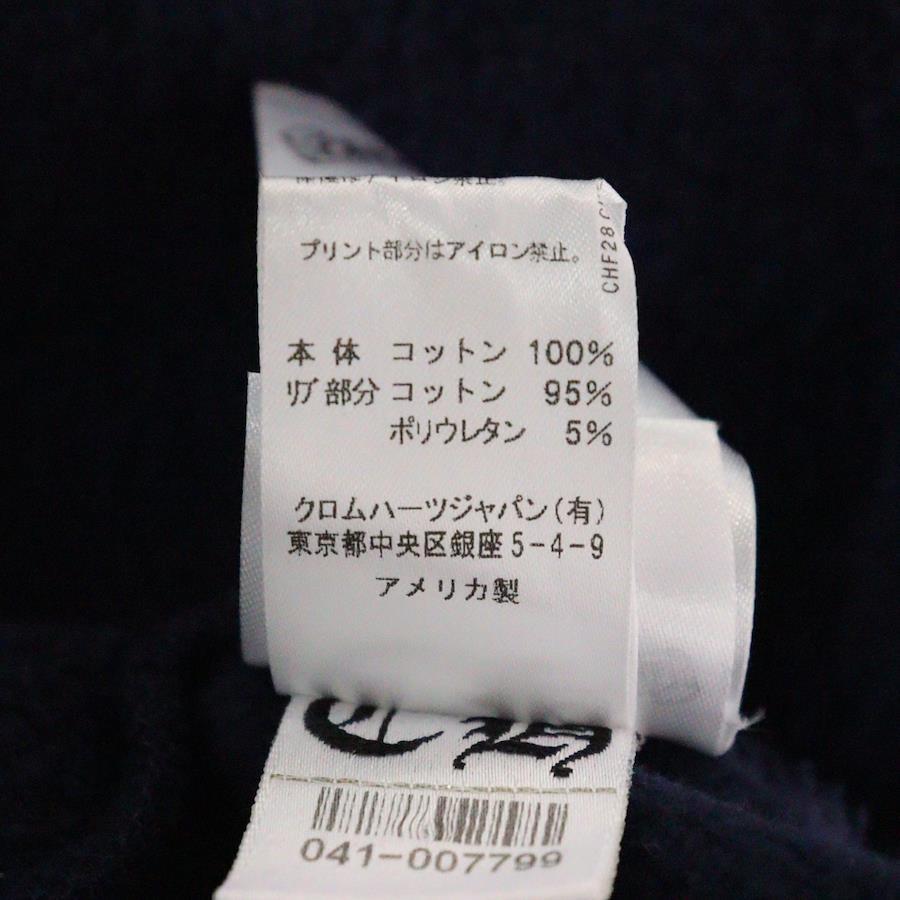 プリント部分はアイロン禁止。
CHF28
本体 コットン 100%
リブ部分 コットン 95%
ポリウレタン 5%
クロムハーツジャパン(有)
東京都中央区銀座5-4-9
アメリカ製
CH
041-007799